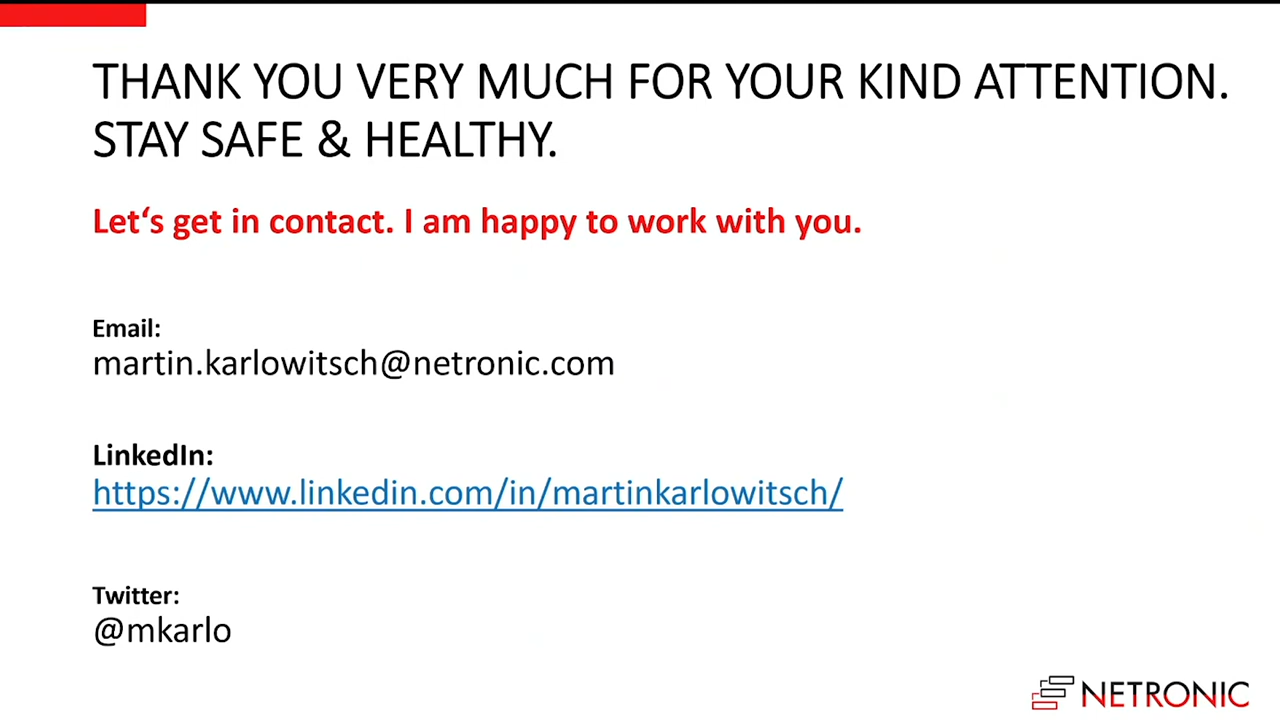 THANK YOU VERY MUCH FOR YOUR KIND ATTENTION.
STAY SAFE & HEALTHY.
Let‘s get in contact. I am happy to work with you.
Email:
martin.karlowitsch@netronic.com
LinkedIn:
https://www.linkedin.com/in/martinkarlowitsch/
Twitter:
@mkarlo
NETRONIC